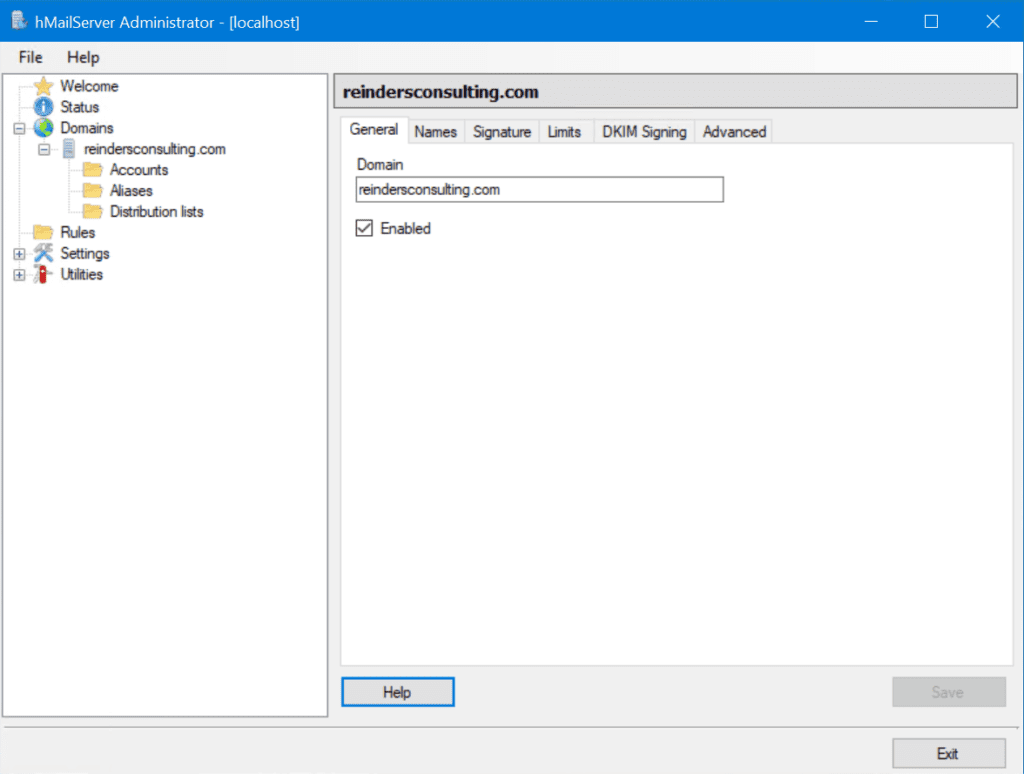 hMailServer Administrator - [localhost]
File Help
Welcome
Status
Domains
reindersconsulting.com
Accounts
Aliases
Distribution lists
Rules
Settings
Utilities
reindersconsulting.com
General Names Signature Limits DKIM Signing Advanced
Domain
reindersconsulting.com
Enabled
Help Save
Exit